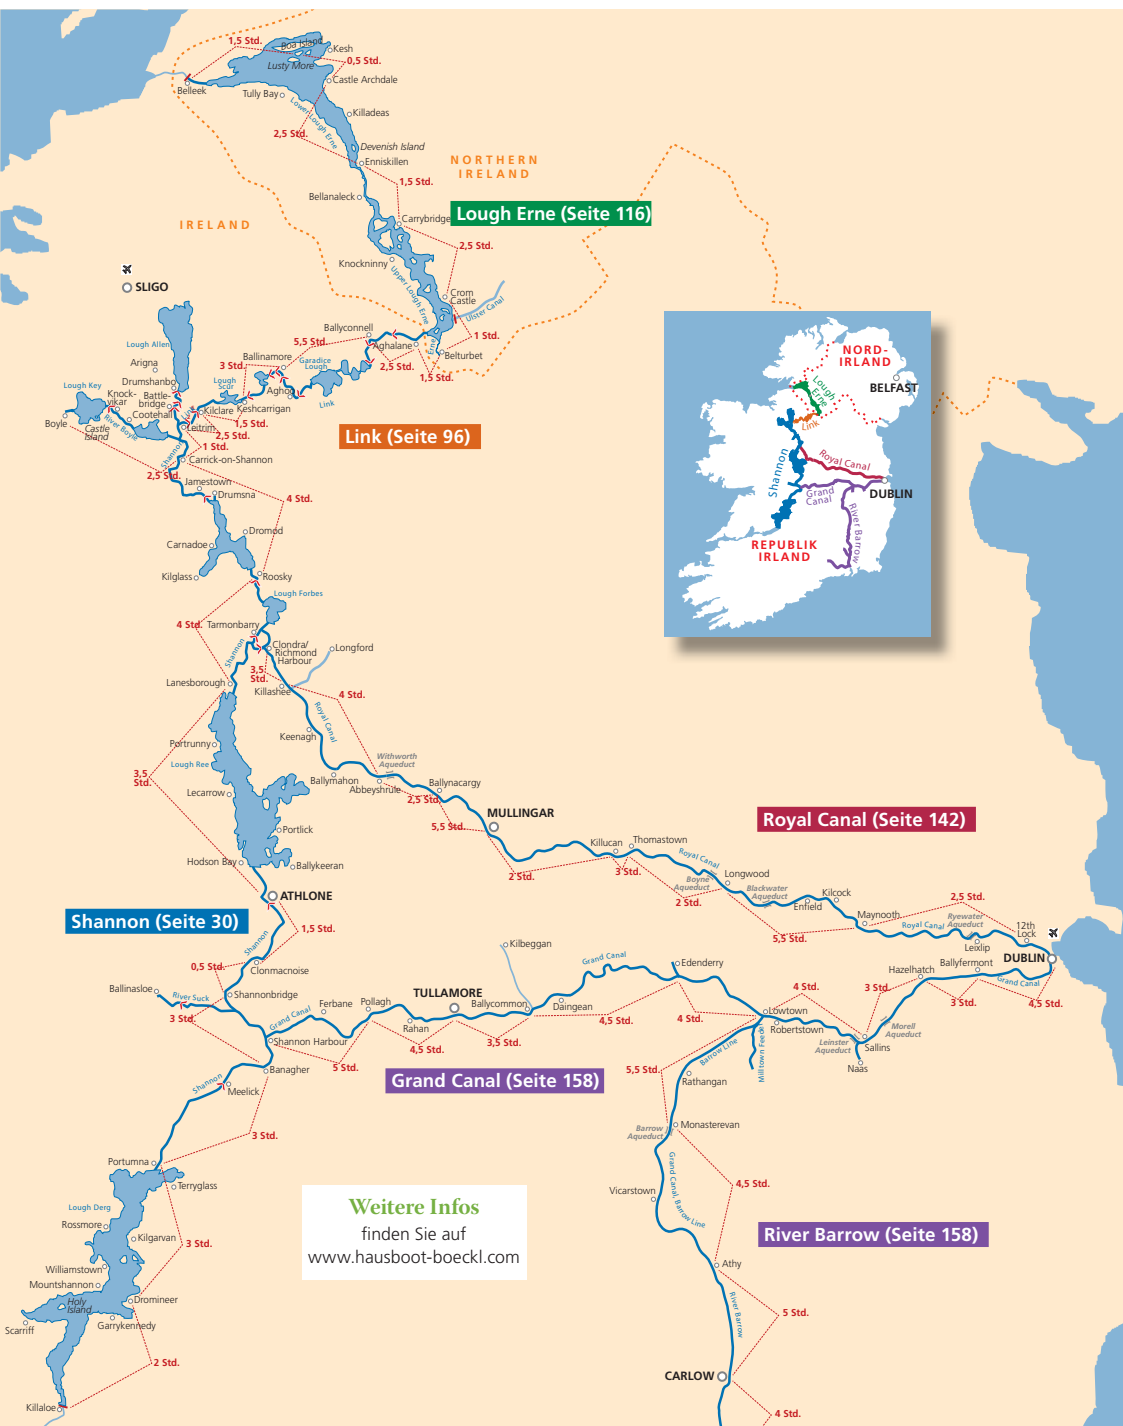 1,5 Std.
Boa Island
Kesh
0,5 Std.
Lusty More
Castle Archdale
Belleek
Tully Bay
Lower Lough Erne
Killadeas
2,5 Std.
Devenish Island
Enniskillen
NORTHERN
IRELAND
1,5 Std.
Bellanaleck
Lough Erne (Seite 116)
Carrybridge
IRELAND
2,5 Std.
Knockninny
Upper Lough Erne
SLIGO
Crom
Castle
Ulster Canal
Ballyconnell
1 Std.
Lough Allen
5,5 Std.
Aghalane
Erne
Belturbet
Ballinamore
Garadice
Lough
Arigna
3 Std.
2,5 Std.
1,5 Std.
Drumshanbo
Lough
Scur
Lough Key
Knock-
vikar
Battle-
bridge
Aghoo
Link
Keshcarrigan
Kilclare
Cootehall
Link
Boyle
Castle
Island
River Boyle
Leitrim
1,5 Std.
2,5 Std.
Link (Seite 96)
1 Std.
Shannon
Carrick-on-Shannon
2,5 Std.
Jamestown
Drumsna
4 Std.
Dromod
Carnadoe
Kilglass
Roosky
Lough Forbes
4 Std.
Tarmonbarry
Shannon
Clondra/
Richmond
Harbour
Longford
3,5
Std.
Lanesborough
Killashee
4 Std.
Royal Canal
Portrunny
Keenagh
Lough Ree
Withworth
Aqueduct
3,5
Std.
Ballymahon
Abbeyshrule
Ballynacargy
Lecarrow
2,5 Std.
MULLINGAR
5,5 Std.
Portlick
Royal Canal (Seite 142)
Killucan
Thomastown
Royal Canal
Hodson Bay
Ballykeeran
2 Std.
3 Std.
Longwood
Boyne
Aqueduct
Blackwater
Aqueduct
Kilcock
ATHLONE
2 Std.
Enfield
2,5 Std.
Maynooth
Ryewater
Aqueduct
Royal Canal
12th
Lock
Shannon (Seite 30)
1,5 Std.
Shannon
5,5 Std.
Leixlip
Kilbeggan
DUBLIN
0,5 Std.
Clonmacnoise
Grand Canal
Edenderry
Hazelhatch
Ballyfermont
Grand Canal
Ballinasloe
River Suck
Shannonbridge
TULLAMORE
Ballycommon
Daingean
4 Std.
3 Std.
3 Std.
4,5 Std.
Ferbane
Pollagh
3 Std.
Grand Canal
Rahan
4,5 Std.
4 Std.
Lowtown
Robertstown
Morell
Aqueduct
Shannon Harbour
4,5 Std.
3,5 Std.
Leinster
Aqueduct
Sallins
5 Std.
Naas
Barrow Line
Milltown Feeder
Banagher
Grand Canal (Seite 158)
5,5 Std.
Rathangan
Shannon
Meelick
3 Std.
Barrow
Aqueduct
Monasterevan
Portumna
Grand Canal, Barrow Line
4,5 Std.
Terryglass
Vicarstown
Lough Derg
Rossmore
Weitere Infos
finden Sie auf
www.hausboot-boeckl.com
River Barrow (Seite 158)
Kilgarvan
3 Std.
Williamstown
Athy
Mountshannon
Holy
Island
Dromineer
River Barrow
5 Std.
Scarriff
Garrykennedy
2 Std.
CARLOW
Killaloe
4 Std.
NORD-
IRLAND
BELFAST
Lough
Erne
Link
Shannon
Royal Canal
Grand
Canal
DUBLIN
River Barrow
REPUBLIK
IRLAND